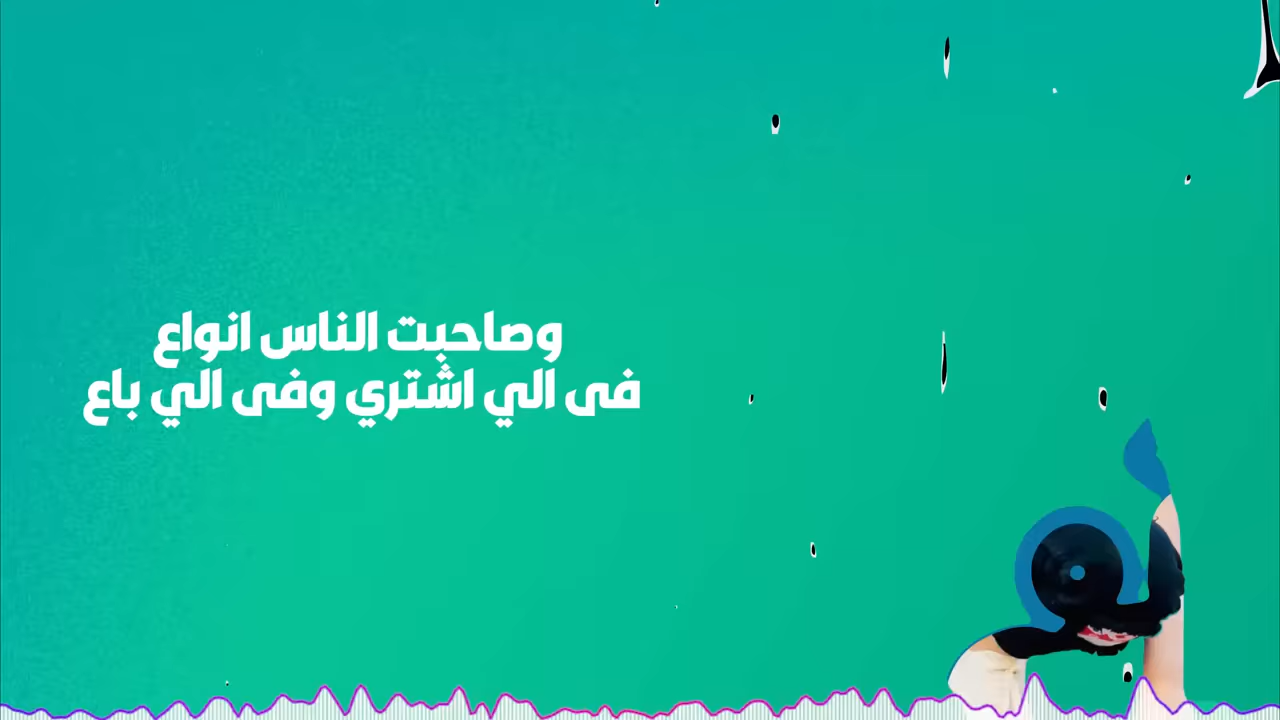 وصاحبت الناس انواع
فى الي اشتري وفى الي باع